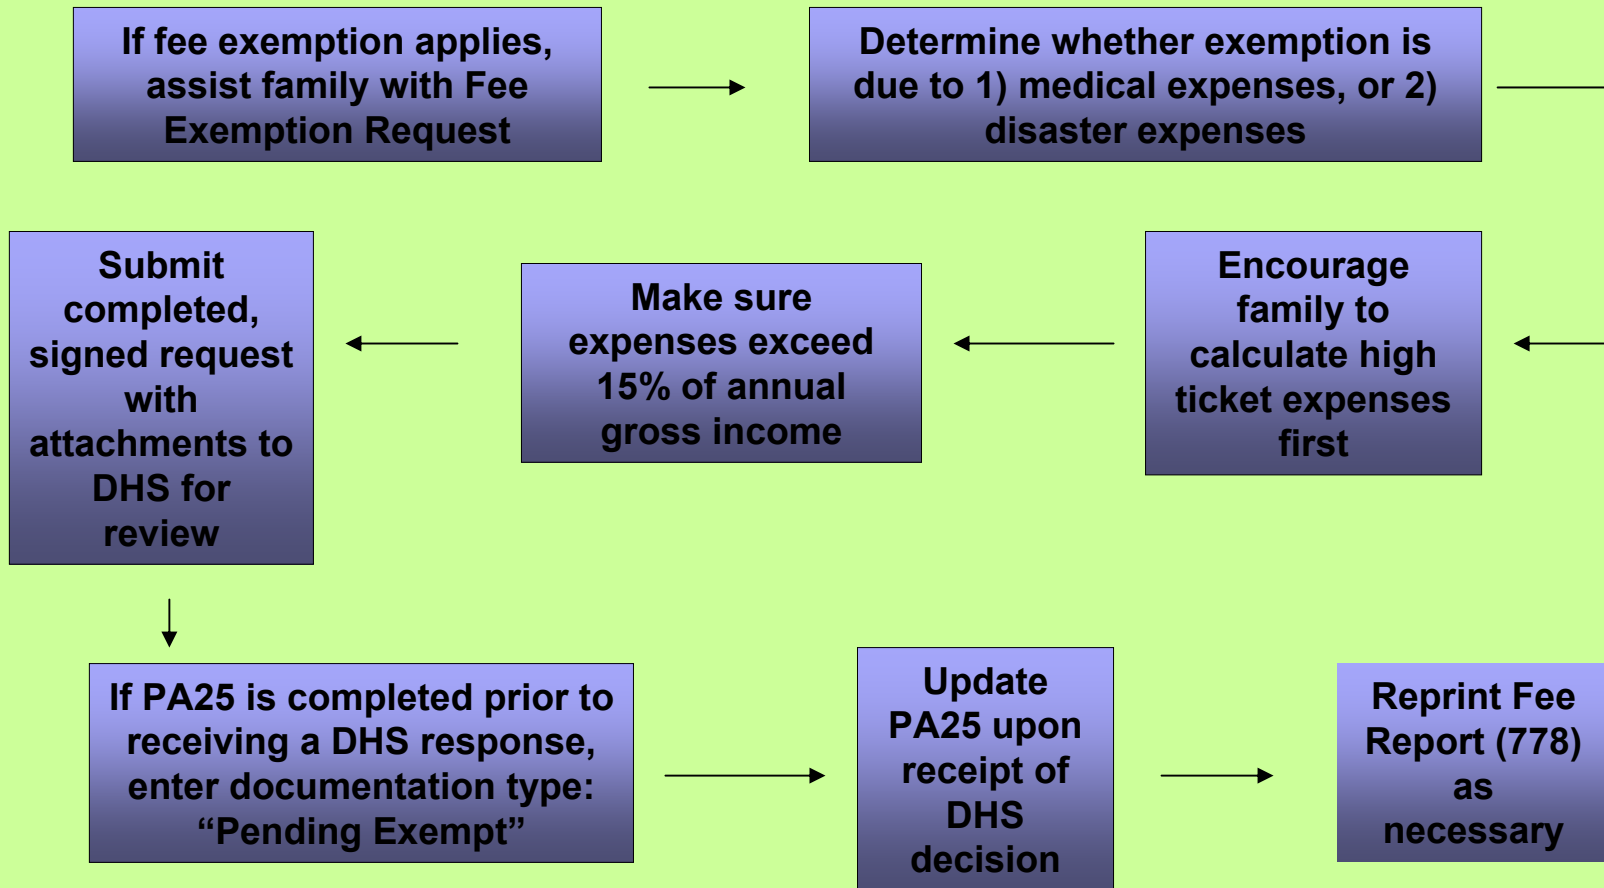 If fee exemption applies,
assist family with Fee
Exemption Request
Determine whether exemption is
due to 1) medical expenses, or 2)
disaster expenses
Encourage
family to
calculate high
ticket expenses
first
Make sure
expenses exceed
15% of annual
gross income
Submit
completed,
signed request
with
attachments to
DHS for
review
If PA25 is completed prior to
receiving a DHS response,
enter documentation type:
“Pending Exempt”
Update
PA25 upon
receipt of
DHS
decision
Reprint Fee
Report (778)
as
necessary